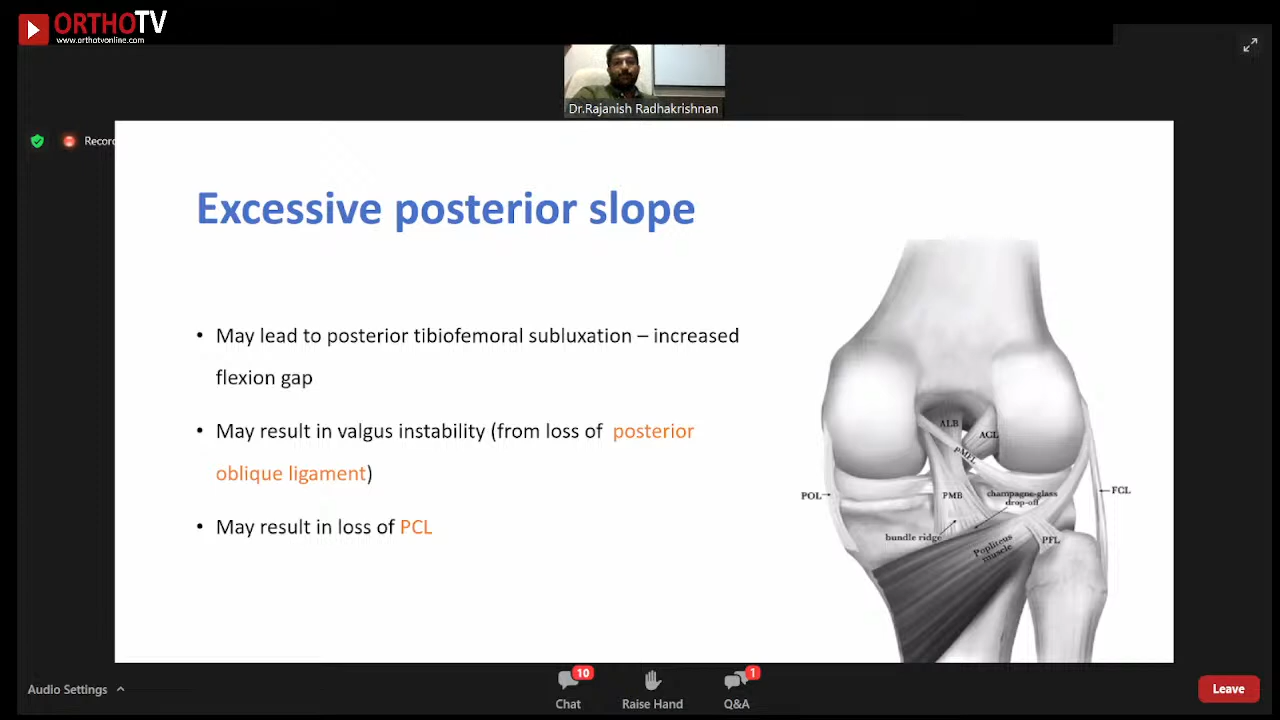 ORTHOTV
www.orthotvonline.com
Dr.Rajanish Radhakrishnan
Recor
Excessive posterior slope
• May lead to posterior tibiofemoral subluxation – increased
flexion gap
• May result in valgus instability (from loss of posterior
oblique ligament)
• May result in loss of PCL
ALB
ACL
pMFL
POL
PMB
champagne-glass
drop-off
FCL
bundle ridge
Popliteus
muscle
PFL
Audio Settings
10
Chat
Raise Hand
1
Q&A
Leave